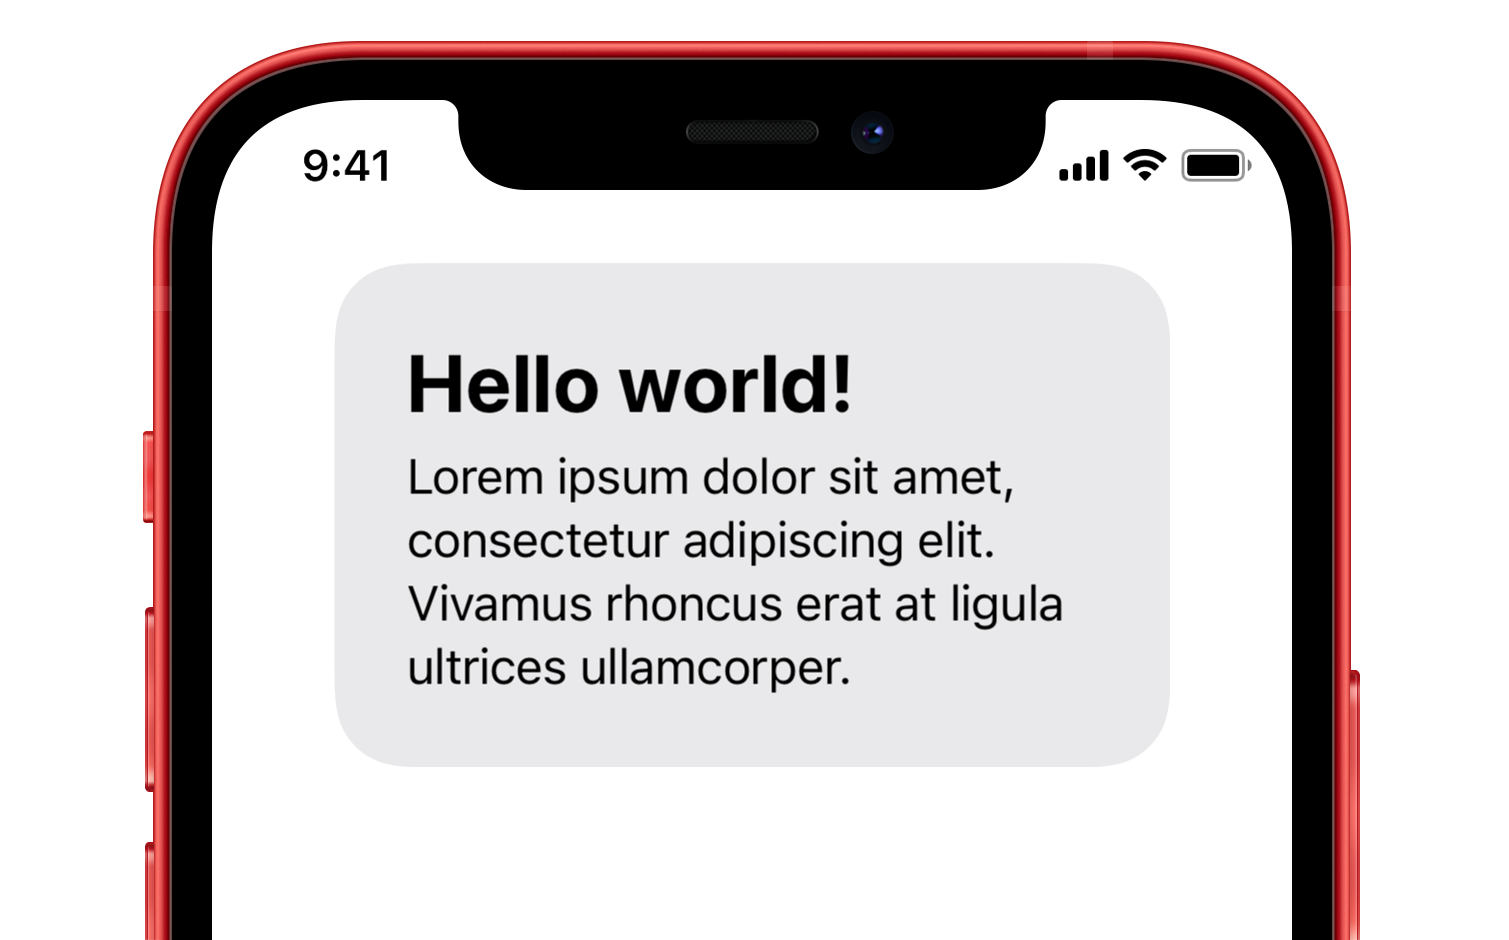 9:41
Hello world!
Lorem ipsum dolor sit amet,
consectetur adipiscing elit.
Vivamus rhoncus erat at ligula
ultrices ullamcorper.